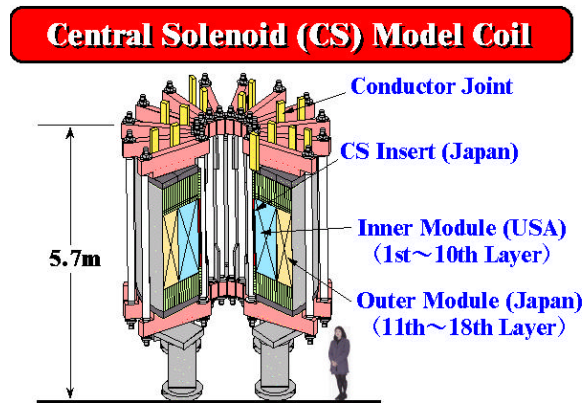 Central Solenoid (CS) Model Coil
Conductor Joint
CS Insert (Japan)
5.7m
Inner Module (USA)
(1st～10th Layer)
Outer Module (Japan)
(11th～18th Layer)